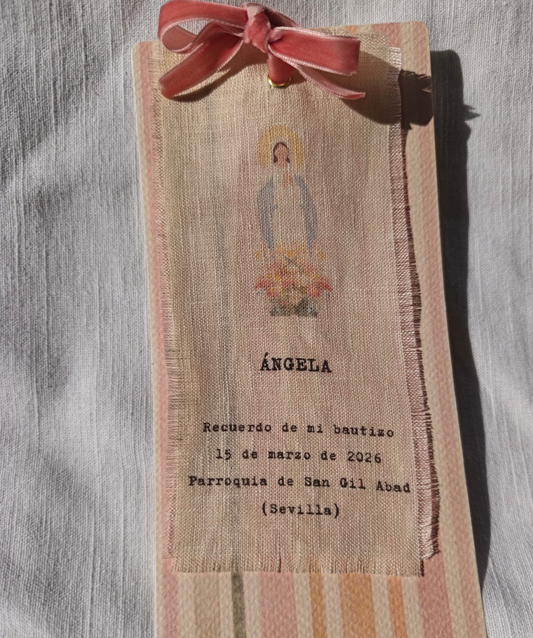 ÁNGELA
Recuerdo de mi bautizo
15 de marzo de 2026
Parroquia de San Gil Abad
(Sevilla)